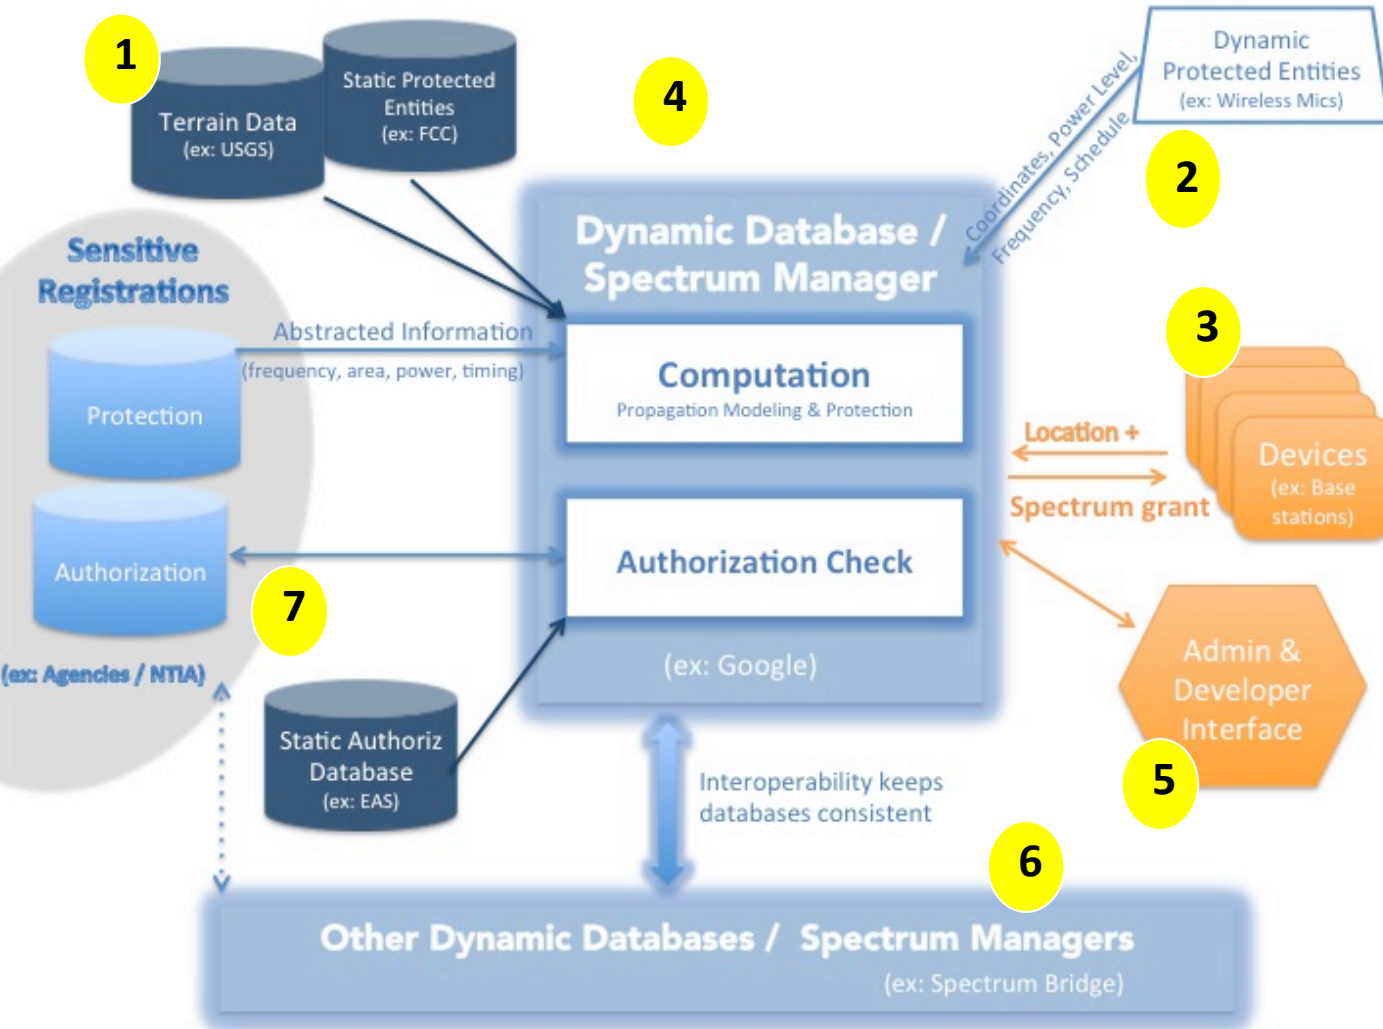 1
Terrain Data
(ex: USGS)
Static Protected
Entities
(ex: FCC)
4
Dynamic
Protected Entities
(ex: Wireless Mics)
2
Coordinates, Power Level,
Frequency, Schedule
Sensitive
Registrations
Protection
Authorization
(ex: Agencies / NTIA)
Abstracted Information
(frequency, area, power, timing)
Dynamic Database /
Spectrum Manager
Computation
Propagation Modeling & Protection
Authorization Check
(ex: Google)
3
Location +
Spectrum grant
Devices
(ex: Base
stations)
Admin &
Developer
Interface
5
7
Static Authoriz
Database
(ex: EAS)
Interoperability keeps
databases consistent
6
Other Dynamic Databases / Spectrum Managers
(ex: Spectrum Bridge)